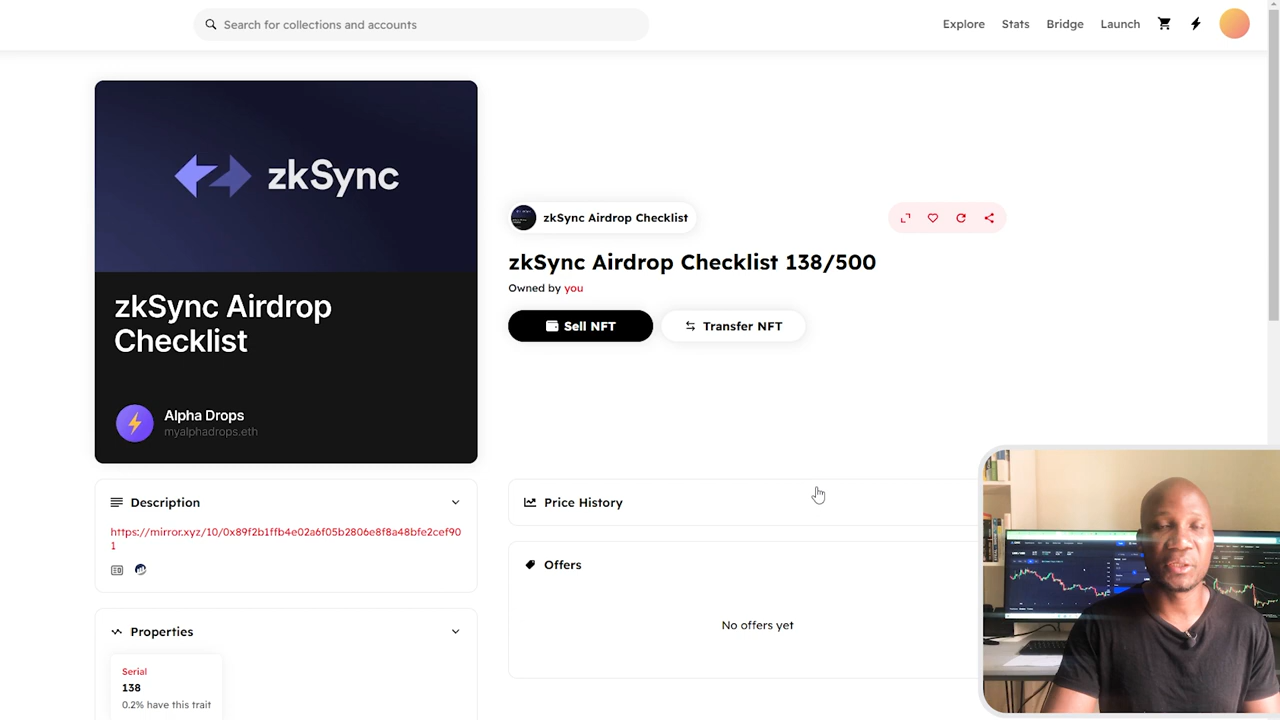 Search for collections and accounts
Explore
Stats
Bridge
Launch
zkSync
zkSync Airdrop
Checklist
Alpha Drops
myalphadrops.eth
zkSync Airdrop Checklist
zkSync Airdrop Checklist 138/500
Owned by you
Sell NFT
Transfer NFT
Description
https://mirror.xyz/10/0x89f2b1ffb4e02a6f05b2806e8f8a48bfe2cef90
1
Properties
Serial
138
0.2% have this trait
Price History
Offers
No offers yet